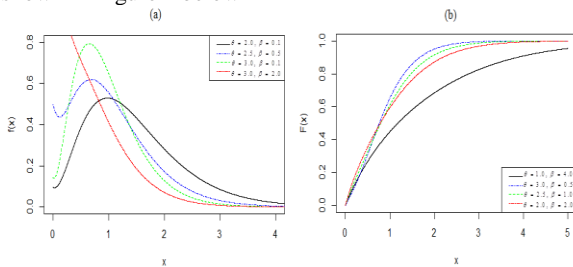 (a)
θ = 2.0, β = 0.1
θ = 2.5, β = 0.5
θ = 3.0, β = 0.1
θ = 3.0, β = 2.0
f(x)
0.8
0.6
0.4
0.2
0.0
0 1 2 3 4
x
(b)
F(x)
1.0
0.8
0.6
0.4
0.2
0.0
θ = 1.0, β = 4.0
θ = 3.0, β = 0.5
θ = 2.5, β = 1.0
θ = 2.0, β = 2.0
0 1 2 3 4 5
x